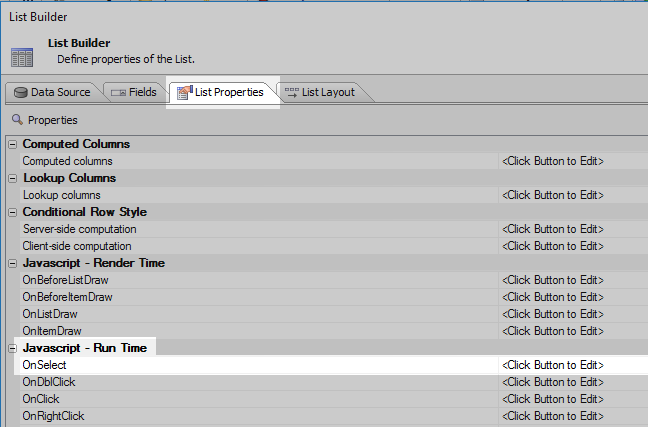 List Builder
List Builder
Define properties of the List.
Data Source Fields List Properties List Layout
Properties
Computed Columns
Computed columns <Click Button to Edit>
Lookup Columns
Lookup columns <Click Button to Edit>
Conditional Row Style
Server-side computation <Click Button to Edit>
Client-side computation <Click Button to Edit>
Javascript - Render Time
OnBeforeListDraw <Click Button to Edit>
OnBeforeItemDraw <Click Button to Edit>
OnListDraw <Click Button to Edit>
OnItemDraw <Click Button to Edit>
Javascript - Run Time
OnSelect <Click Button to Edit>
OnDblClick <Click Button to Edit>
OnClick <Click Button to Edit>
OnRightClick <Click Button to Edit>